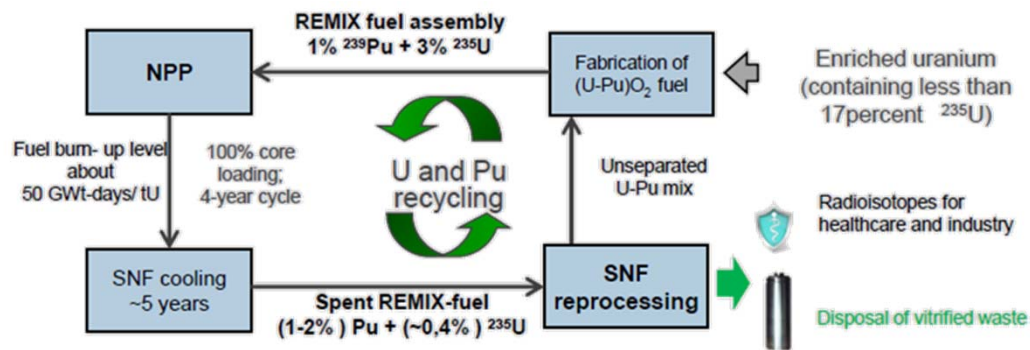 REMIX fuel assembly
1% ²³⁹Pu + 3% ²³⁵U
NPP
Fabrication of
(U-Pu)O₂ fuel
Enriched uranium
(containing less than
17percent ²³⁵U)
Fuel burn- up level
about
50 GWt-days/ tU
100% core
loading;
4-year cycle
U and Pu
recycling
Unseparated
U-Pu mix
Radioisotopes for
healthcare and industry
SNF cooling
~5 years
Spent REMIX-fuel
(1-2% ) Pu + (~0,4% ) ²³⁵U
SNF
reprocessing
Disposal of vitrified waste